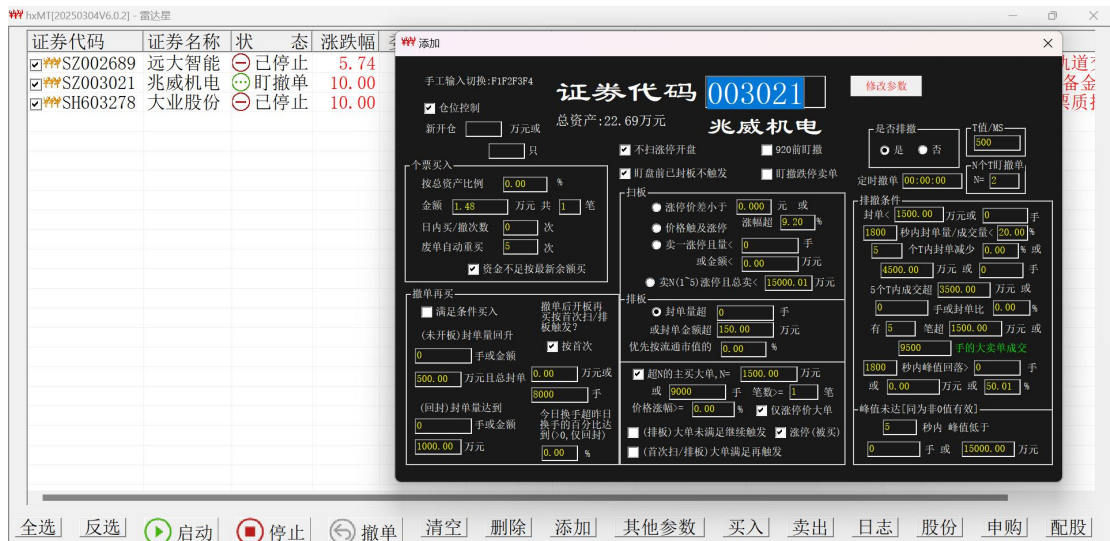 hxMT[20250304V6.0.2] - 雷达星
证券代码 证券名称 状 态 涨跌幅
SZ002689 远大智能 已停止 5.74
SZ003021 兆威机电 盯撤单 10.00
SH603278 大业股份 已停止 10.00
添加
手工输入切换:F1F2F3F4
证券代码 003021
修改参数
仓位控制
总资产:22.69万元
兆威机电
新开仓 万元或
只
不扫涨停开盘
920前盯撤
盯盘前已封板不触发
盯撤跌停卖单
是否排撤
是 否
T值/MS
500
定时撤单 00:00:00
N个T盯撤单
N= 2
个票买入
按总资产比例 0.00 %
金额 1.48 万元 共 1 笔
日内买/撤次数 0 次
废单自动重买 5 次
资金不足按最新余额买
扫板
涨停价差小于 0.000 元 或
价格触及涨停 涨幅超 9.20 %
卖一涨停且量< 0 手
或金额< 0.00 万元
卖N(1~5)涨停且总卖< 15000.01 万元
排板
封单量超 0 手
或封单金额超 150.00 万元
优先按流通市值的 0.00 %
超N的主买大单,N= 1500.00 万元
或 9000 手 笔数>= 1 笔
价格涨幅>= 0.00 % 仅涨停价大单
(排板)大单未满足继续触发 涨停(被买)
(首次扫/排板)大单满足再触发
撤单再买
满足条件买入
撤单后开板再
买按首次扫/排
板触发?
按首次
(未开板)封单量回升
0 手或金额
500.00 万元且总封单 0.00 万元或
8000 手
(回封)封单量达到
0 手或金额
1000.00 万元
今日换手超昨日
换手的百分比达
到(>0,仅回封)
0.00 %
排撤条件
封单< 1500.00 万元或 0 手
1800 秒内封单量/成交量< 20.00 %
5 个T内封单减少 0.00 % 或
4500.00 万元 或 0 手
5个T内成交超 3500.00 万元 或
0 手或封单比 0.00 %
有 5 笔超 1500.00 万元 或
9500 手的大卖单成交
1800 秒内峰值回落> 0 手
或 0.00 万元 或 50.01 %
峰值未达[同为非0值有效]
5 秒内 峰值低于
0 手 或 15000.00 万元
全选 反选 启动 停止 撤单 清空 删除 添加 其他参数 买入 卖出 日志 股份 申购 配股